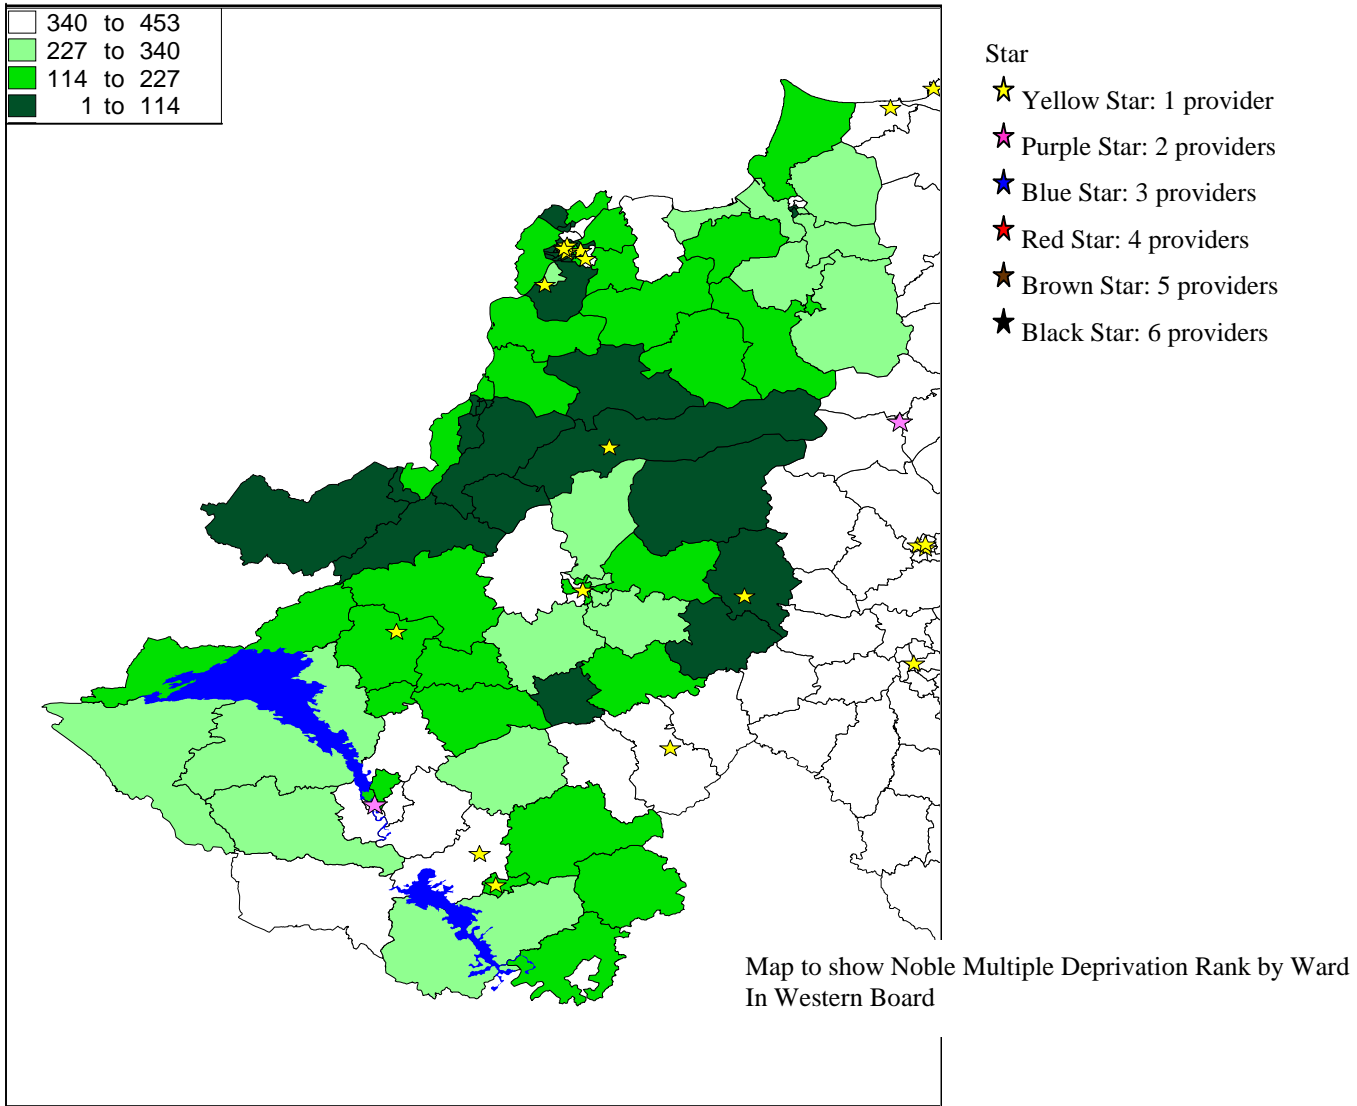 340 to 453
227 to 340
114 to 227
1 to 114
Star
Yellow Star: 1 provider
Purple Star: 2 providers
Blue Star: 3 providers
Red Star: 4 providers
Brown Star: 5 providers
Black Star: 6 providers
Map to show Noble Multiple Deprivation Rank by Ward
In Western Board